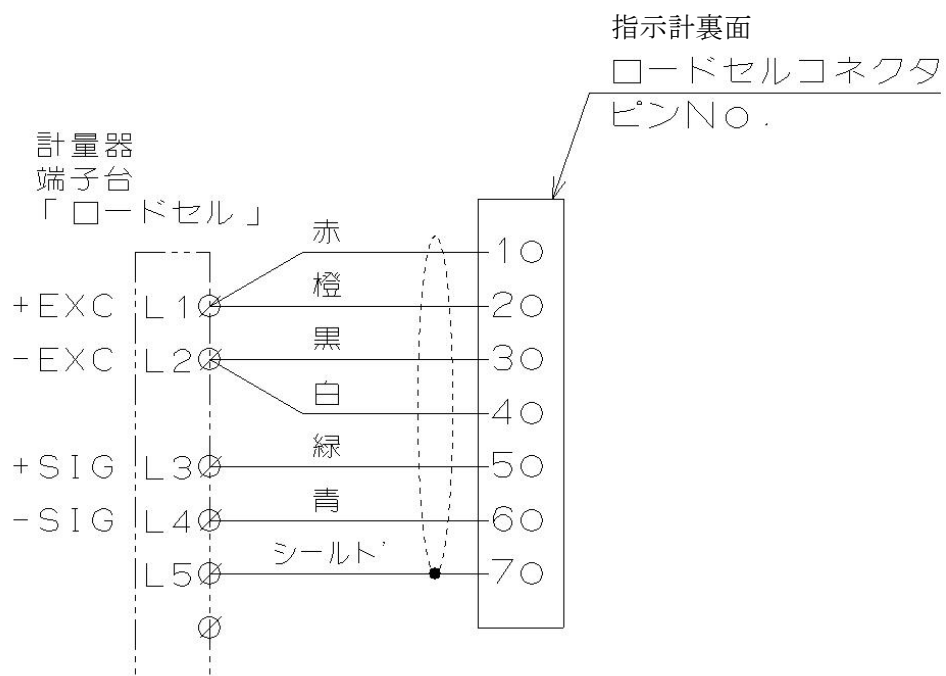 指示計裏面
ロードセルコネクタ
ピンNo.
計量器
端子台
「ロードセル」
赤
1
+EXC L1 橙 2
-EXC L2 黒 3
白
4
+SIG L3 緑 5
-SIG L4 青 6
L5 シールド 7